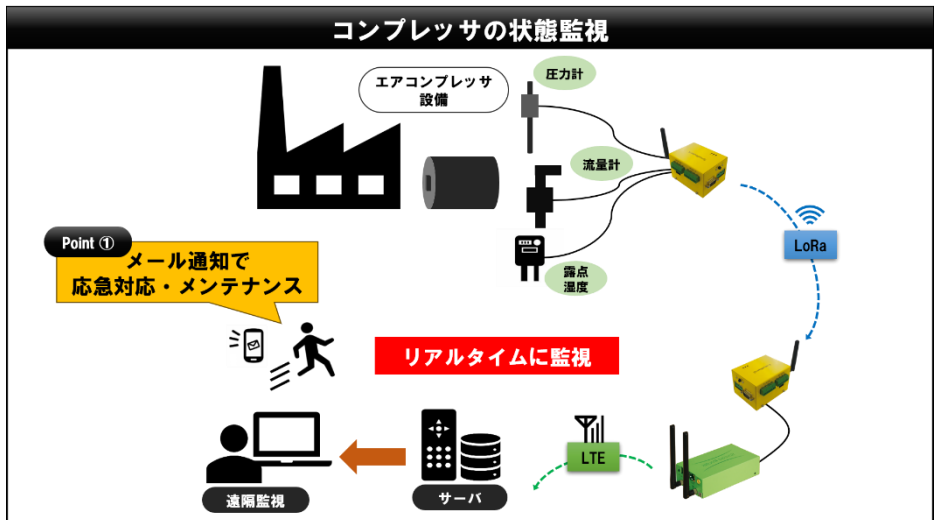 コンプレッサの状態監視
エアコンプレッサ
設備
圧力計
流量計
露点
温度
LoRa
Point ①
メール通知で
応急対応・メンテナンス
リアルタイムに監視
LTE
サーバ
遠隔監視